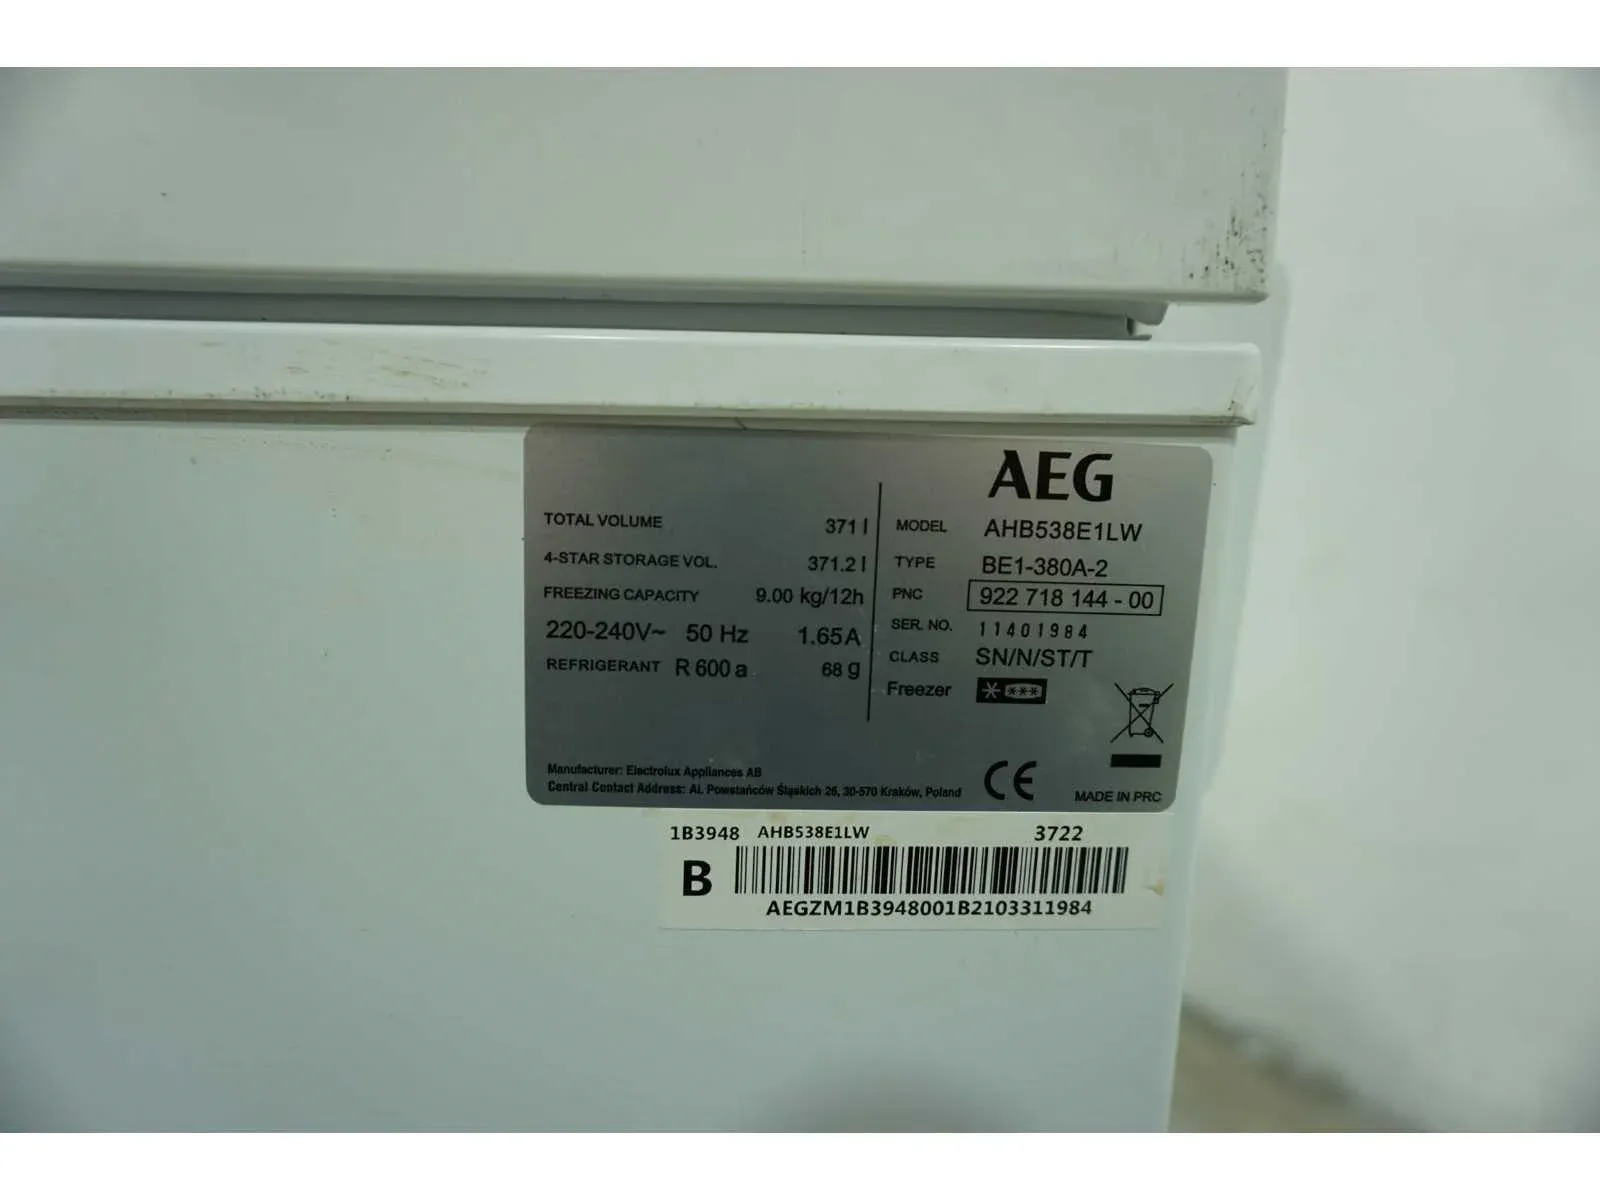 AEG
TOTAL VOLUME 371 l
4-STAR STORAGE VOL. 371.2 l
FREEZING CAPACITY 9.00 kg/12h
220-240V~ 50 Hz 1.65A
REFRIGERANT R 600 a 68 g
MODEL AHB538E1LW
TYPE BE1-380A-2
PNC 922 718 144 - 00
SER. NO. 11401984
CLASS SN/N/ST/T
Freezer
Manufacturer: Electrolux Appliances AB
Central Contact Address: Al. Powstańców Śląskich 26, 30-570 Kraków, Poland
CE
MADE IN PRC
1B3948 AHB538E1LW 3722
B
AEGZM1B3948001B2103311984